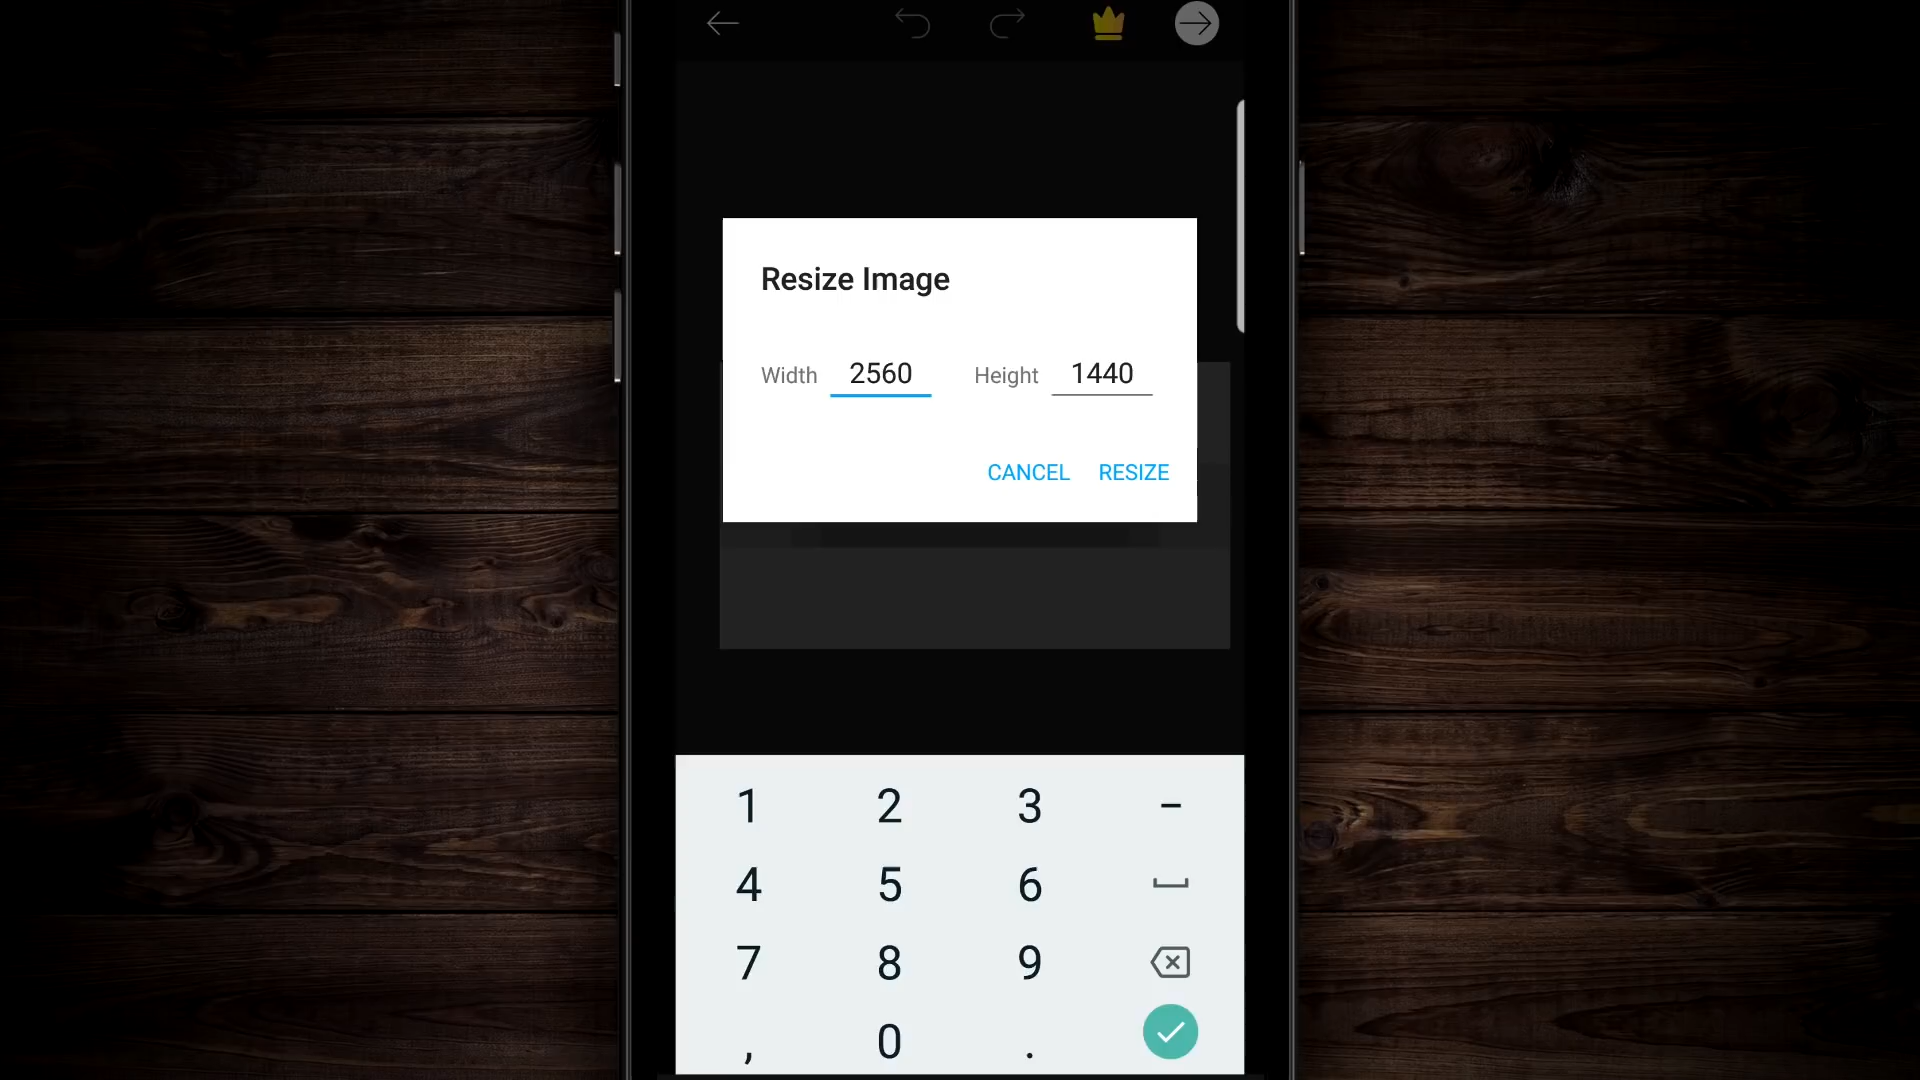 Resize Image
Width 2560 Height 1440
CANCEL RESIZE
1 2 3 –
4 5 6
7 8 9
, 0 .